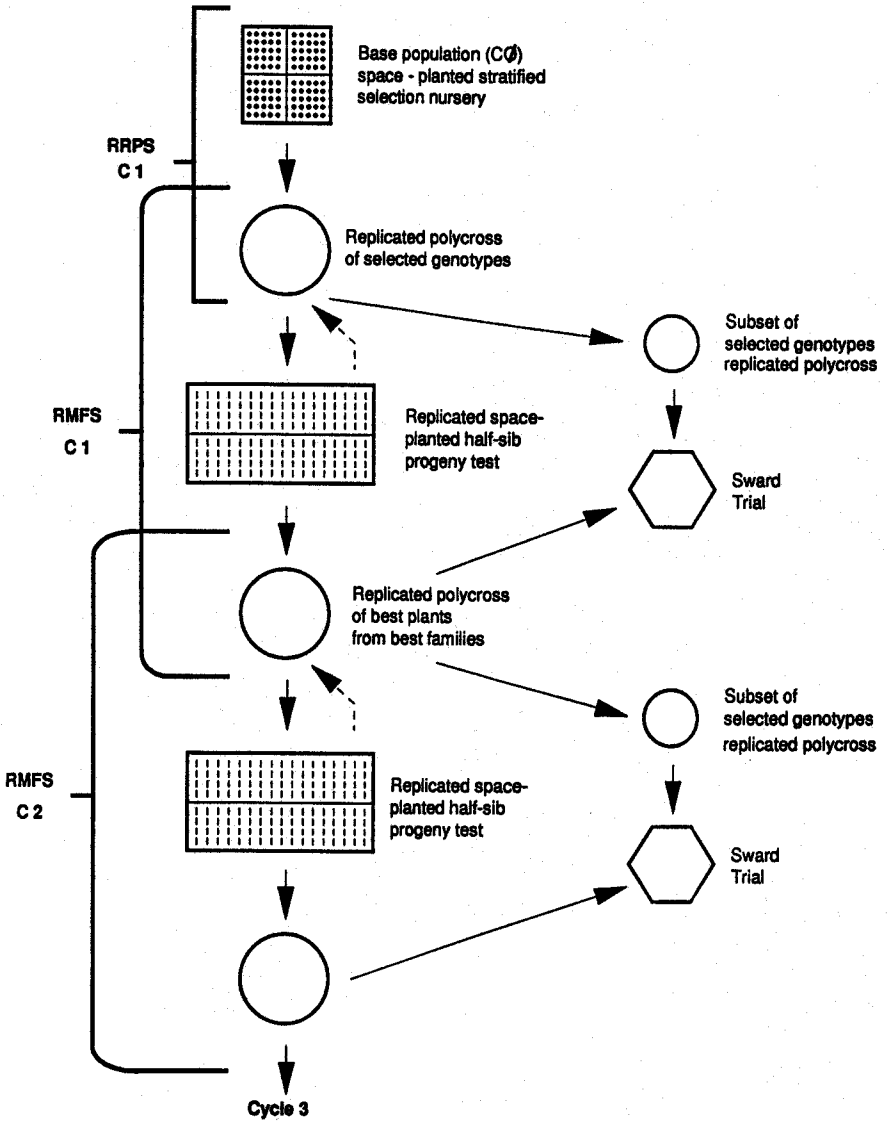 Base population (CØ)
space - planted stratified
selection nursery
RRPS
C 1
Replicated polycross
of selected genotypes
Subset of
selected genotypes
replicated polycross
RMFS
C 1
Replicated space-
planted half-sib
progeny test
Sward
Trial
Replicated polycross
of best plants
from best families
Subset of
selected genotypes
replicated polycross
RMFS
C 2
Replicated space-
planted half-sib
progeny test
Sward
Trial
Cycle 3